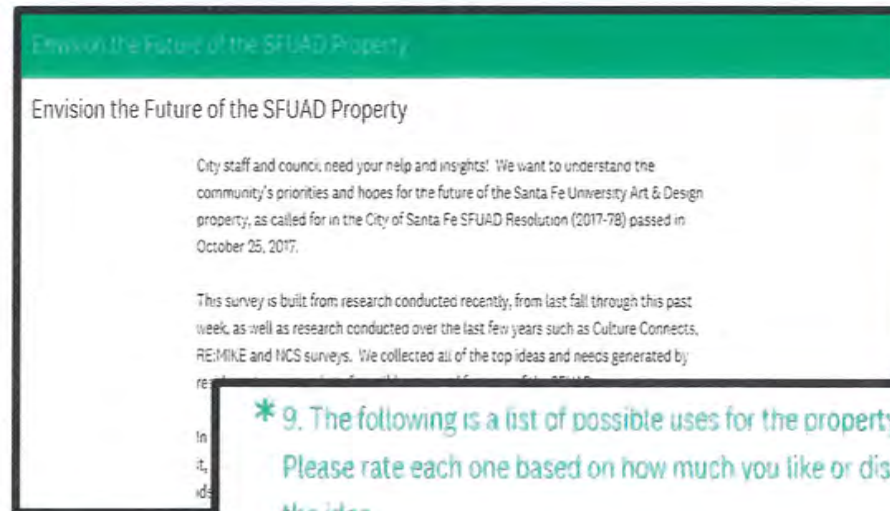 Envision the Future of the SFUAD Property
Envision the Future of the SFUAD Property
City staff and council need your help and insights! We want to understand the
community's priorities and hopes for the future of the Santa Fe University Art & Design
property, as called for in the City of Santa Fe SFUAD Resolution (2017-78) passed in
October 25, 2017.
This survey is built from research conducted recently, from last fall through this past
week, as well as research conducted over the last few years such as Culture Connects,
RE:MIKE and NCS surveys. We collected all of the top ideas and needs generated by
In
it,
* 9. The following is a list of possible uses for the property
Please rate each one based on how much you like or dis
the idea